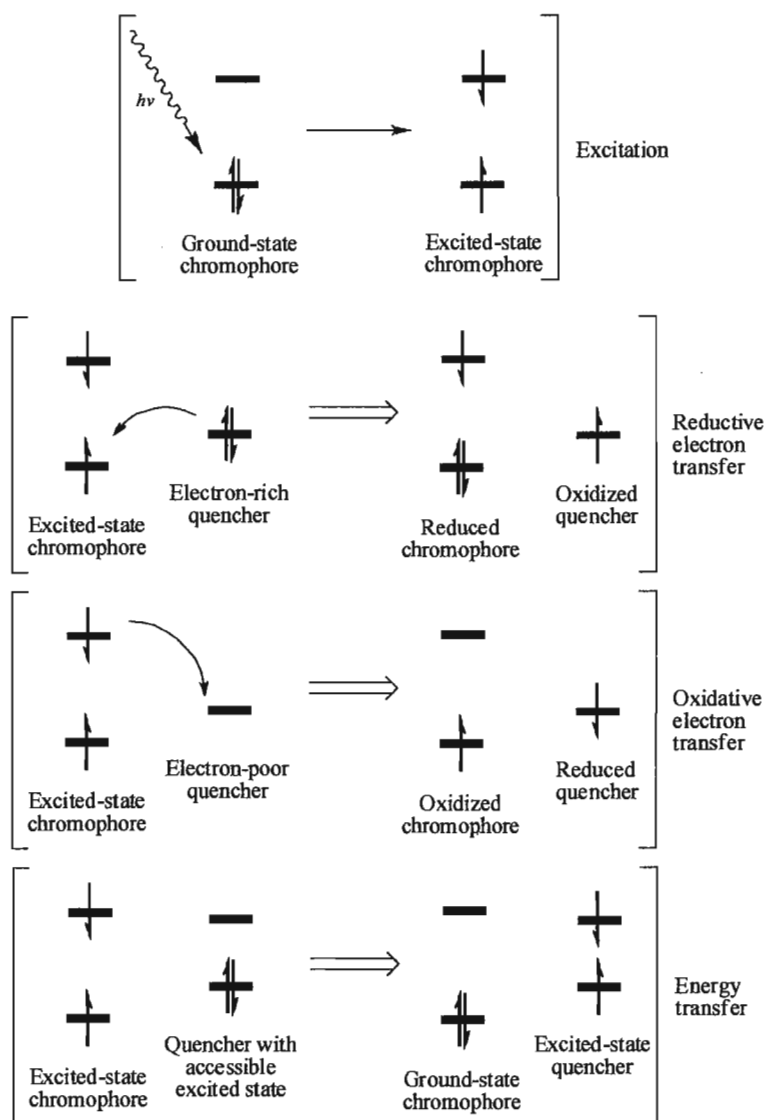 hν
Ground-state
chromophore
Excited-state
chromophore
Excitation
Excited-state
chromophore
Electron-rich
quencher
Reduced
chromophore
Oxidized
quencher
Reductive
electron
transfer
Excited-state
chromophore
Electron-poor
quencher
Oxidized
chromophore
Reduced
quencher
Oxidative
electron
transfer
Excited-state
chromophore
Quencher with
accessible
excited state
Ground-state
chromophore
Excited-state
quencher
Energy
transfer